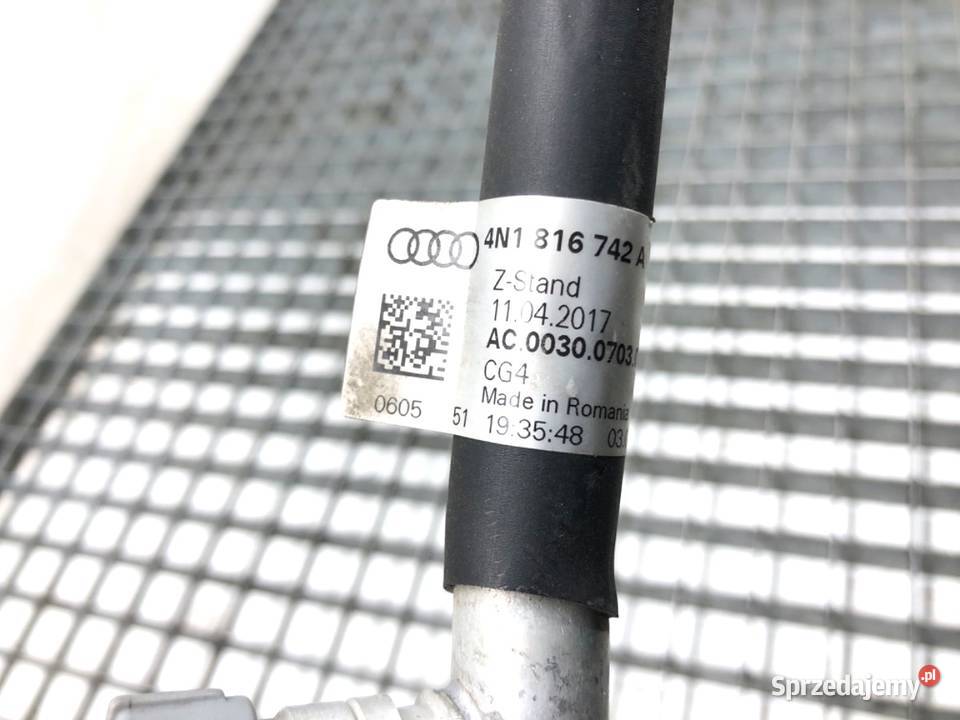 4N1 816 742 A
Z-Stand
11.04.2017
AC.0030.0703.
CG4
Made in Romania
0605 51 19:35:48 03.
Sprzedajemy.pl